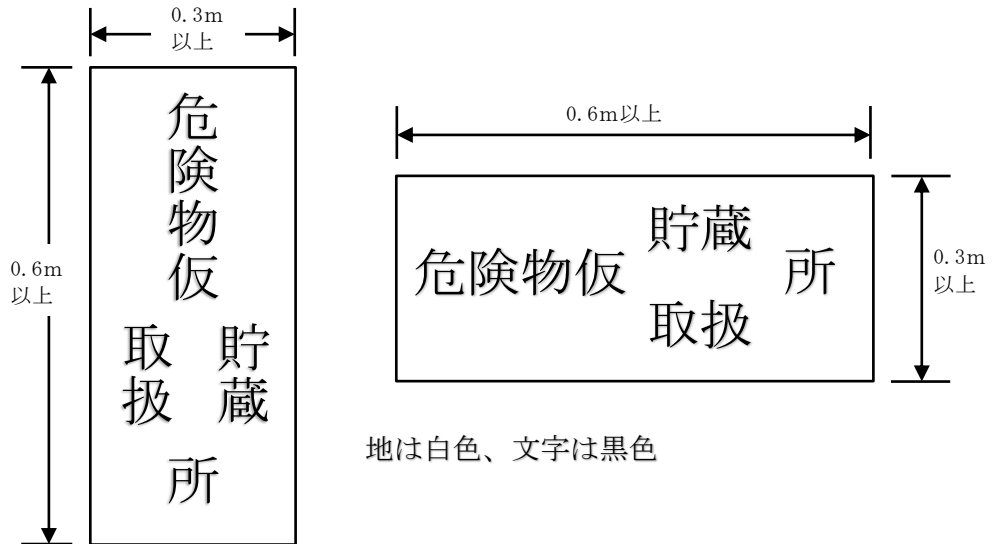 0.3m
以上
0.6m
以上
危険物仮
貯蔵
取扱
所
0.6m以上
危険物仮
貯蔵
取扱
所
0.3m
以上
地は白色、文字は黒色